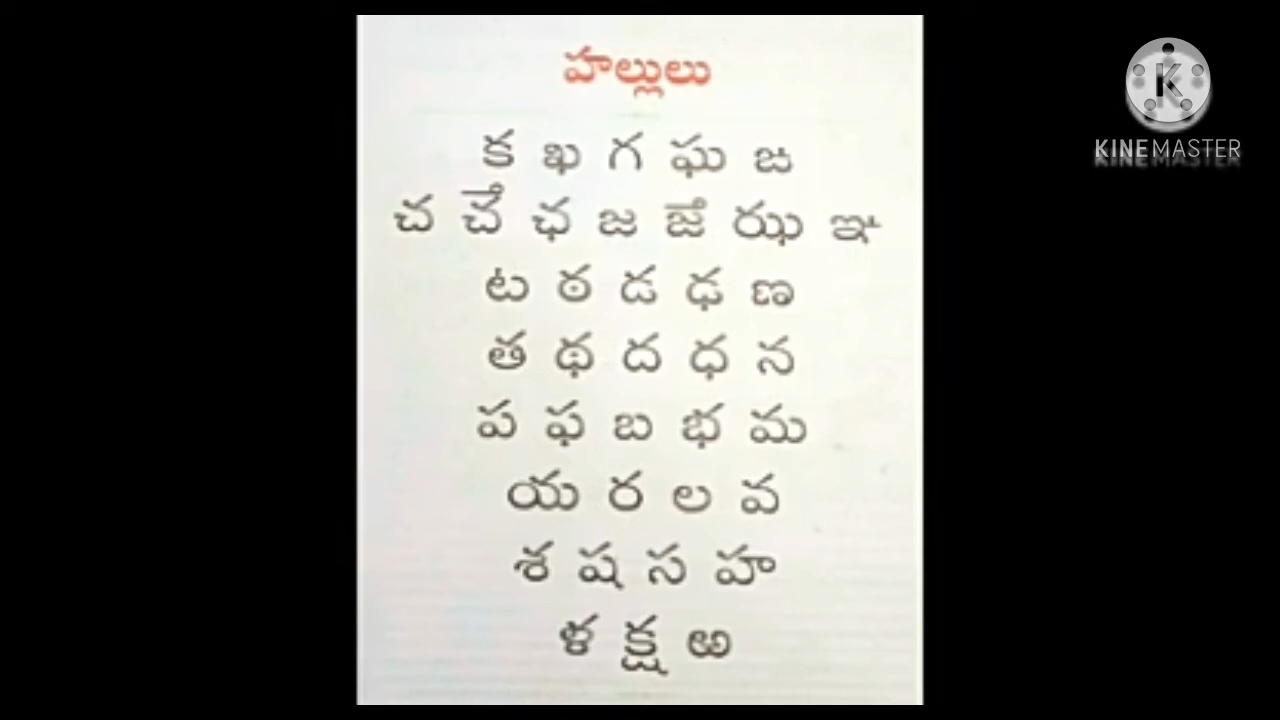 హల్లులు
KINEMASTER
క ఖ గ ఘ ఙ
చ చే ఛ జ జే ఝ ఞ
ట ఠ డ ఢ ణ
త థ ద ధ న
ప ఫ బ భ మ
య ర ల వ
శ ష స హ
ళ క్ష ఱ